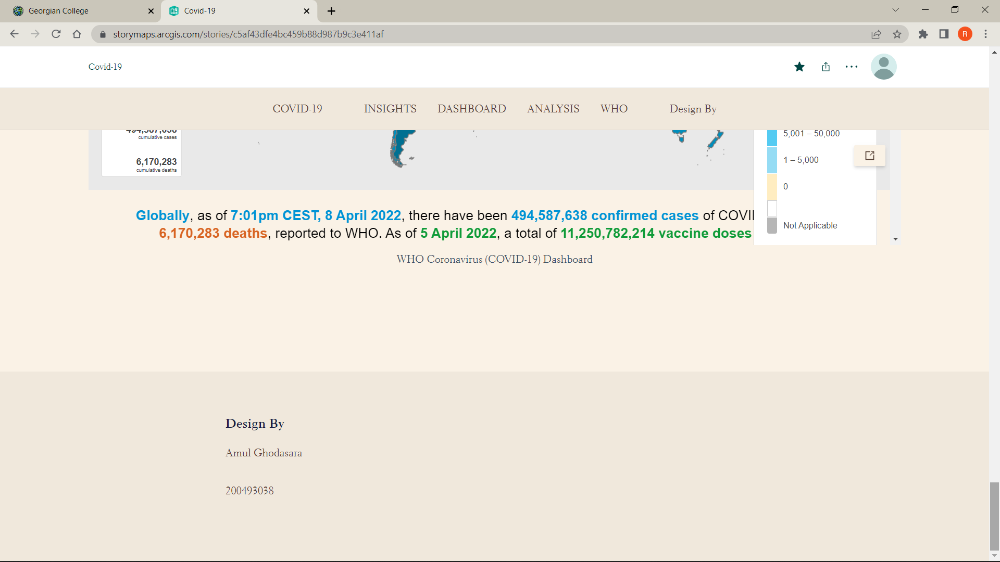 Georgian College
Covid-19
storymaps.arcgis.com/stories/c5af43dfe4bc459b88d987b9c3e411af
R
Covid-19
COVID-19 INSIGHTS DASHBOARD ANALYSIS WHO Design By
494,587,638
cumulative cases
6,170,283
cumulative deaths
5,001 – 50,000
1 – 5,000
0
Not Applicable
Globally, as of 7:01pm CEST, 8 April 2022, there have been 494,587,638 confirmed cases of COVI
6,170,283 deaths, reported to WHO. As of 5 April 2022, a total of 11,250,782,214 vaccine doses
WHO Coronavirus (COVID-19) Dashboard
Design By
Amul Ghodasara
200493038